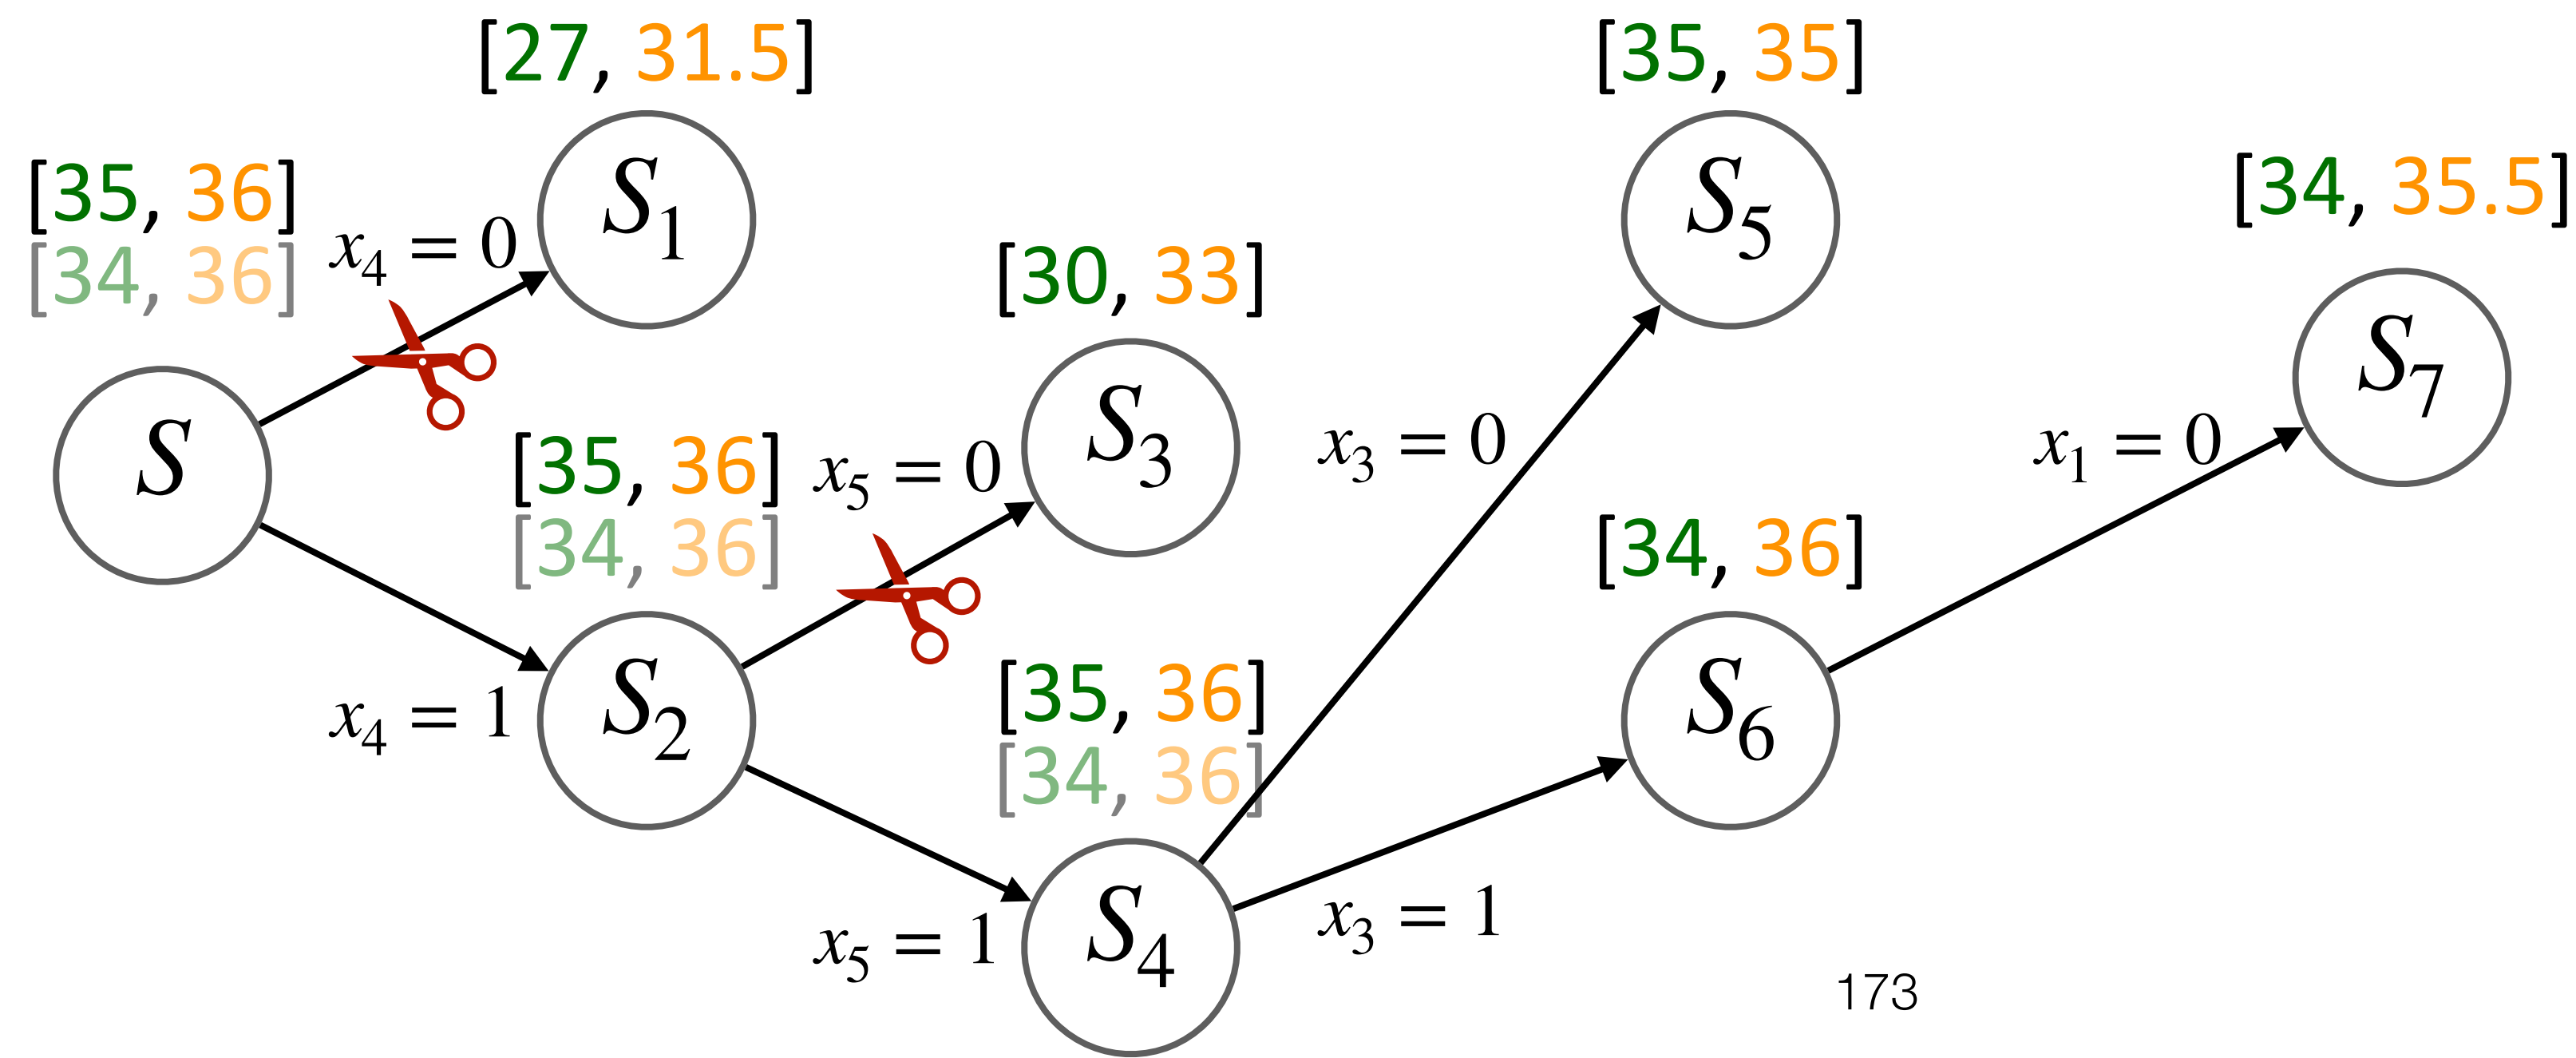 [27, 31.5]
[35, 35]
[35, 36]
[34, 36]
x₄ = 0
S₁
S₅
[34, 35.5]
[30, 33]
S
S₃
x₃ = 0
S₇
x₁ = 0
[35, 36]
[34, 36]
x₅ = 0
[34, 36]
x₄ = 1
S₂
S₆
[35, 36]
[34, 36]
x₅ = 1
S₄
x₃ = 1
173